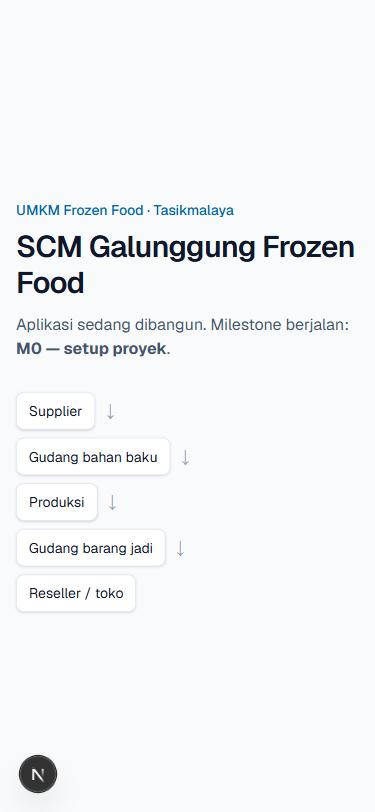 UMKM Frozen Food · Tasikmalaya
SCM Galunggung Frozen
Food
Aplikasi sedang dibangun. Milestone berjalan:
M0 — setup proyek.
Supplier ↓
Gudang bahan baku ↓
Produksi ↓
Gudang barang jadi ↓
Reseller / toko
N